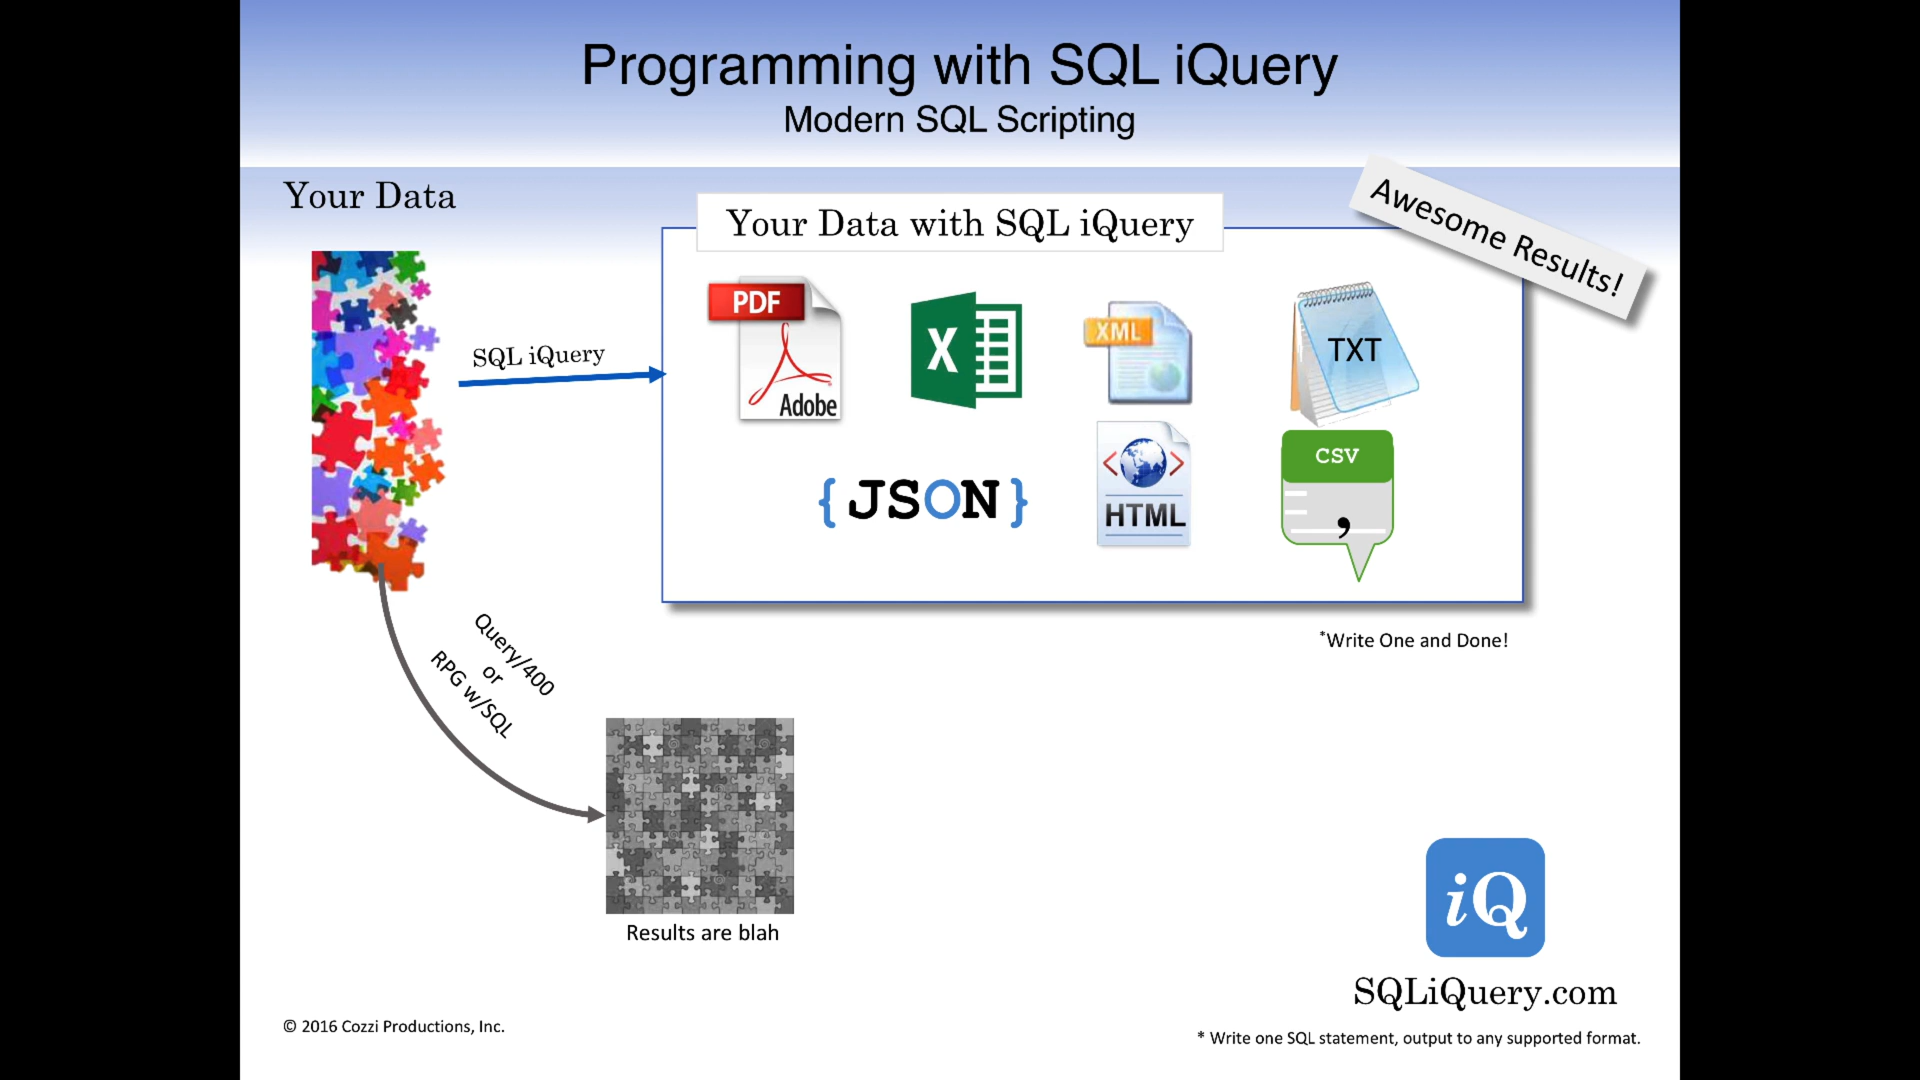 Programming with SQL iQuery
Modern SQL Scripting
Your Data
Your Data with SQL iQuery
Awesome Results!
SQL iQuery
PDF
Adobe
X
XML
TXT
{JSON}
< >
HTML
CSV
,
*Write One and Done!
Query/400
or
RPG w/SQL
Results are blah
iQ
SQLiQuery.com
© 2016 Cozzi Productions, Inc.
* Write one SQL statement, output to any supported format.